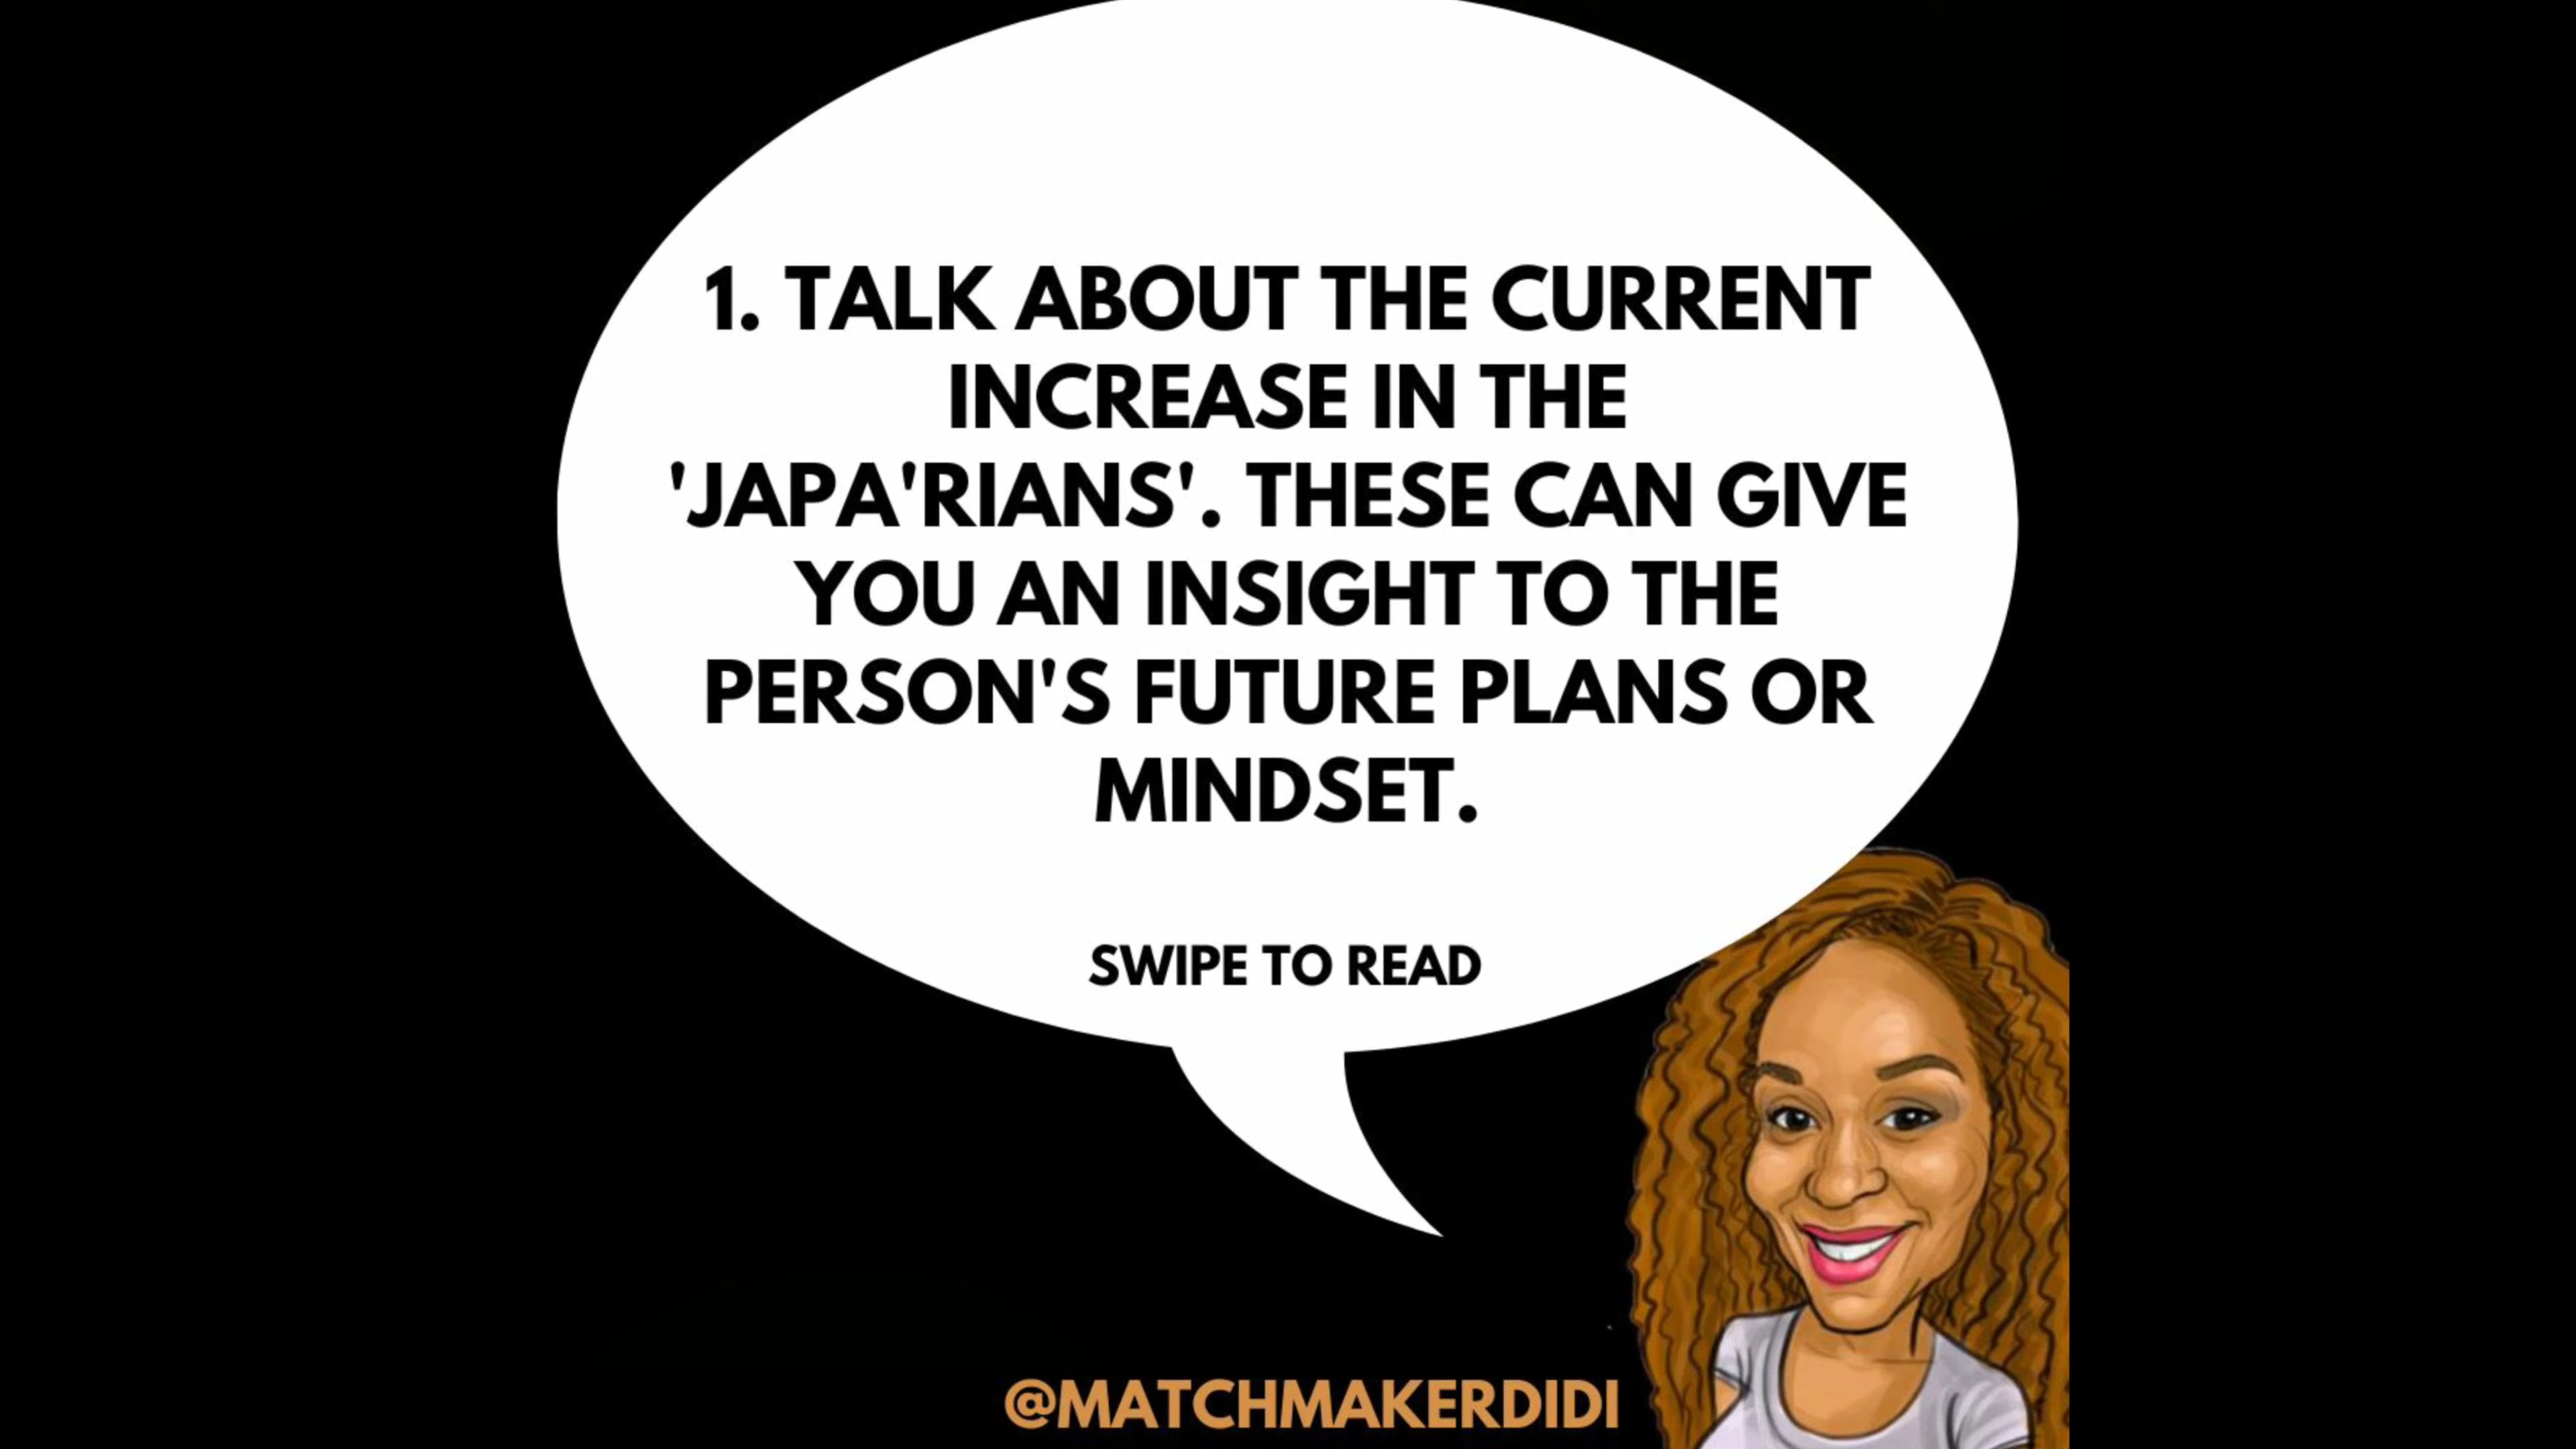 1. TALK ABOUT THE CURRENT
INCREASE IN THE
'JAPA'RIANS'. THESE CAN GIVE
YOU AN INSIGHT TO THE
PERSON'S FUTURE PLANS OR
MINDSET.
SWIPE TO READ
@MATCHMAKERDIDI